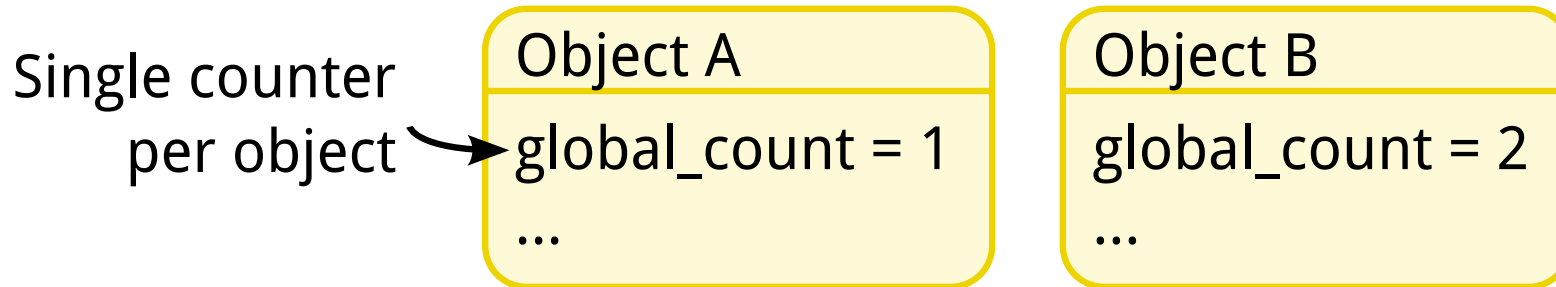 Single counter
per object
Object A
global_count = 1
...
Object B
global_count = 2
...